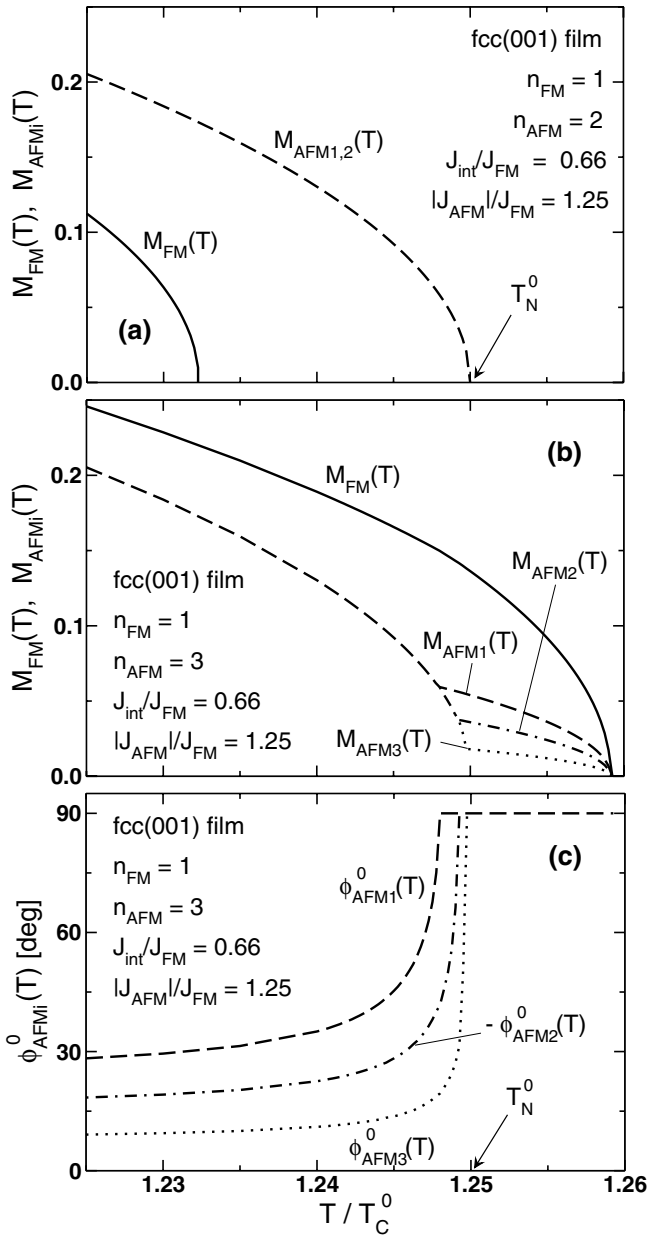 M_FM(T), M_AFMi(T)
0.2
0.1
0.0
fcc(001) film
n_FM = 1
n_AFM = 2
J_int/J_FM = 0.66
|J_AFM|/J_FM = 1.25
M_AFM1,2(T)
M_FM(T)
T_N^0
(a)
M_FM(T), M_AFMi(T)
0.2
0.1
0.0
(b)
M_FM(T)
M_AFM2(T)
M_AFM1(T)
M_AFM3(T)
fcc(001) film
n_FM = 1
n_AFM = 3
J_int/J_FM = 0.66
|J_AFM|/J_FM = 1.25
ϕ^0_AFMi(T) [deg]
90
60
30
0
fcc(001) film
n_FM = 1
n_AFM = 3
J_int/J_FM = 0.66
|J_AFM|/J_FM = 1.25
(c)
ϕ^0_AFM1(T)
- ϕ^0_AFM2(T)
ϕ^0_AFM3(T)
T_N^0
1.23 1.24 1.25 1.26
T / T_C^0